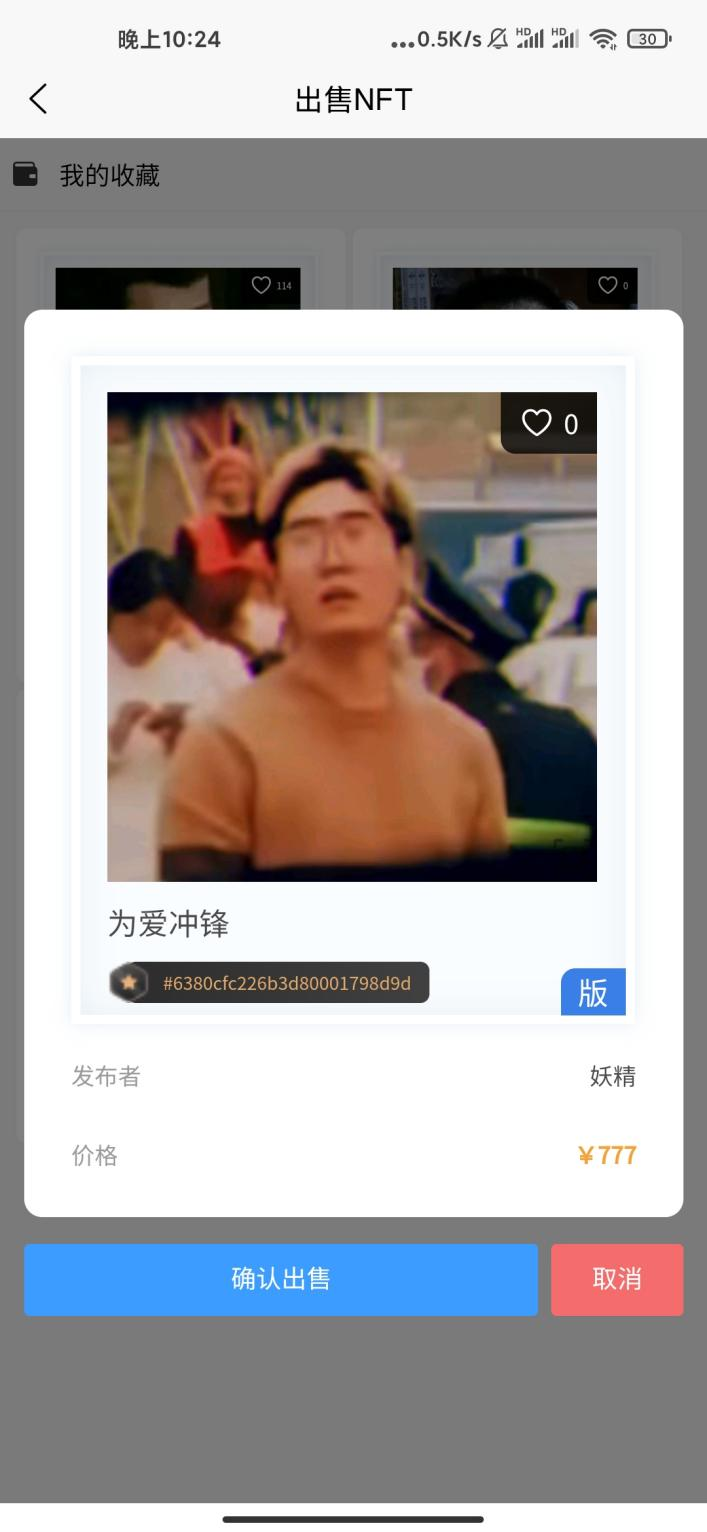 晚上10:24
...0.5K/s HD HD 30
出售NFT
我的收藏
114
0
0
为爱冲锋
#6380cfc226b3d80001798d9d
版
发布者 妖精
价格 ￥777
确认出售 取消